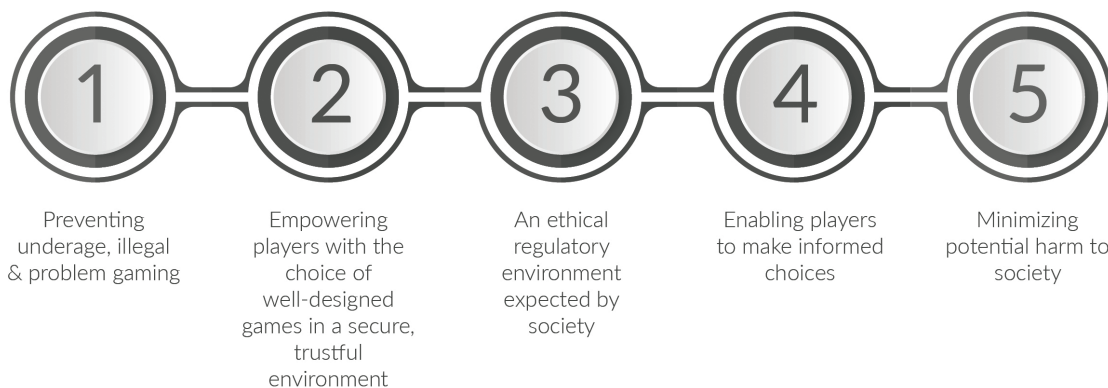 1
Preventing
underage, illegal
& problem gaming
2
Empowering
players with the
choice of
well-designed
games in a secure,
trustful
environment
3
An ethical
regulatory
environment
expected by
society
4
Enabling players
to make informed
choices
5
Minimizing
potential harm to
society